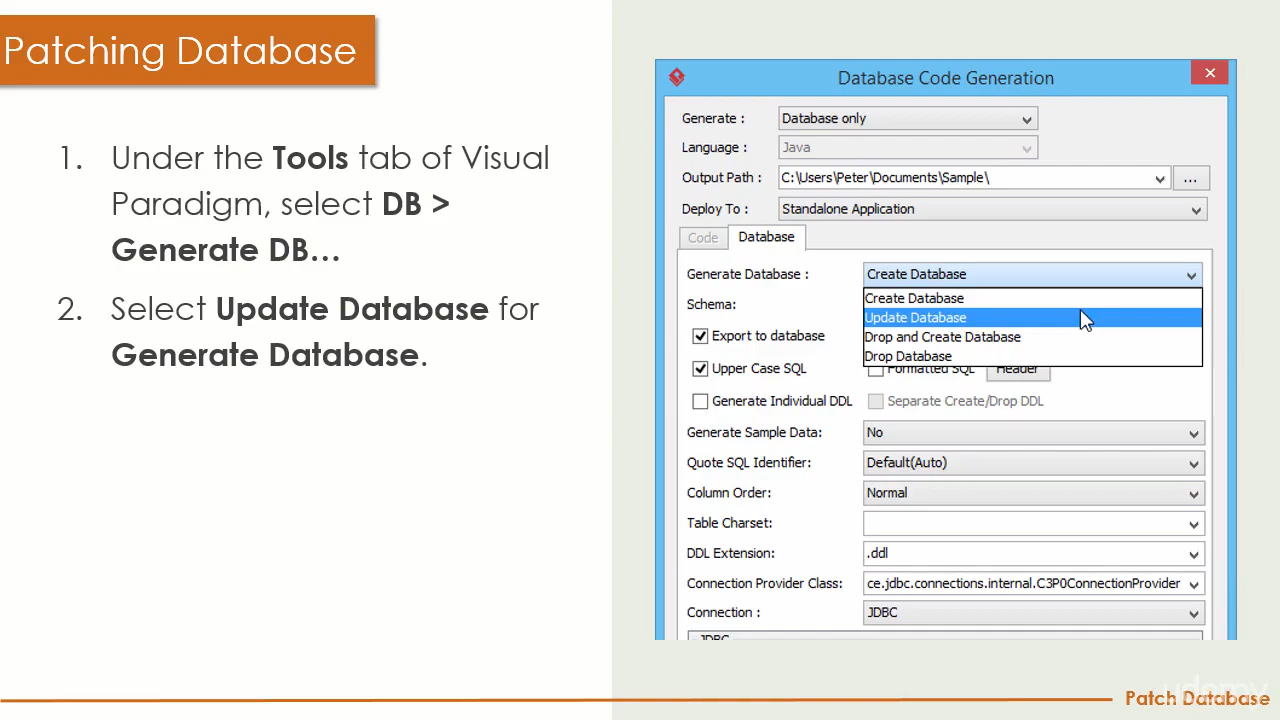 Patching Database
1. Under the Tools tab of Visual
Paradigm, select DB >
Generate DB...
2. Select Update Database for
Generate Database.
Database Code Generation
Generate : Database only
Language : Java
Output Path : C:\Users\Peter\Documents\Sample\ ...
Deploy To : Standalone Application
Code Database
Generate Database : Create Database
Schema: Create Database
Update Database
Export to database Drop and Create Database
Drop Database
Upper Case SQL Formatted SQL Header
Generate Individual DDL Separate Create/Drop DDL
Generate Sample Data: No
Quote SQL Identifier: Default(Auto)
Column Order: Normal
Table Charset:
DDL Extension: .ddl
Connection Provider Class: ce.jdbc.connections.internal.C3P0ConnectionProvider
Connection : JDBC
JDBC
Patch Database
udemy